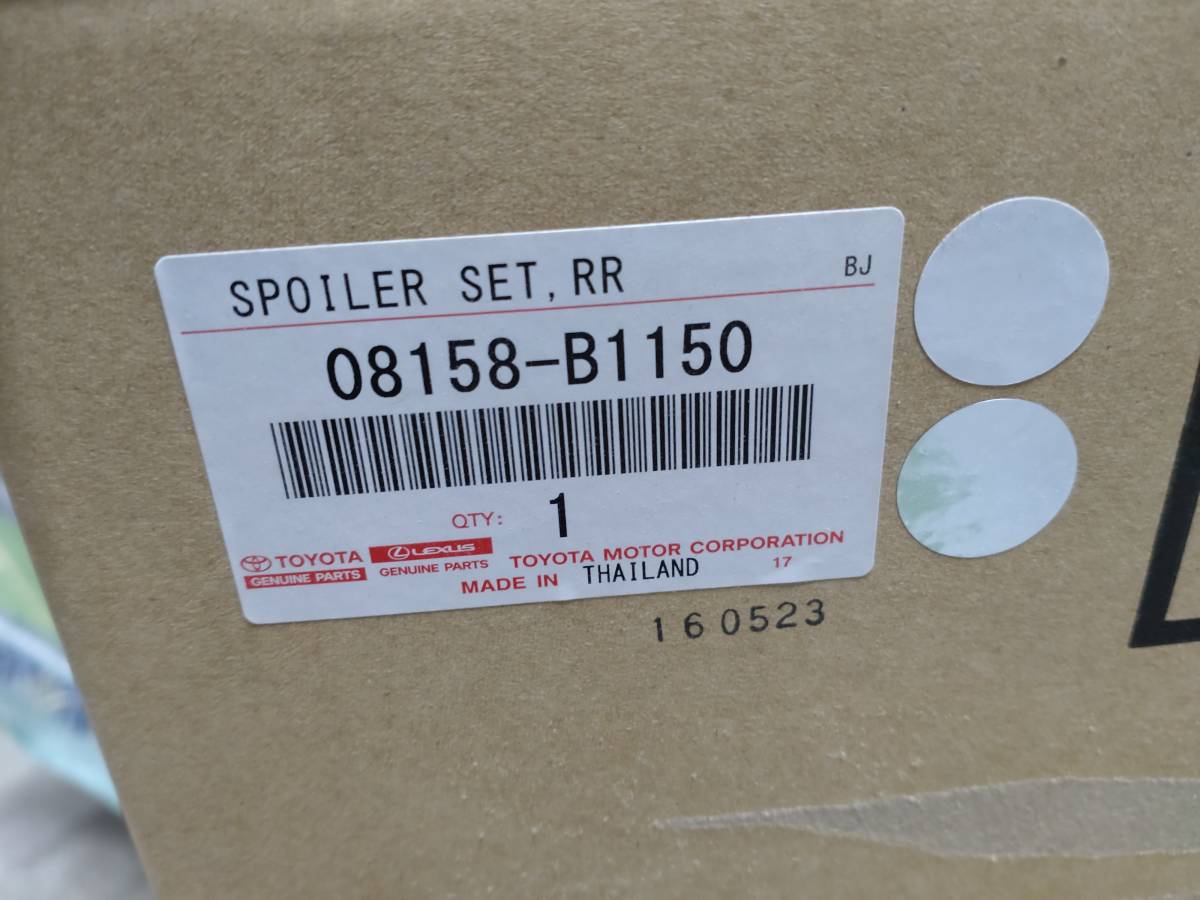 SPOILER SET,RR BJ
08158-B1150
QTY: 1
TOYOTA LEXUS TOYOTA MOTOR CORPORATION
GENUINE PARTS GENUINE PARTS MADE IN THAILAND 17
160523